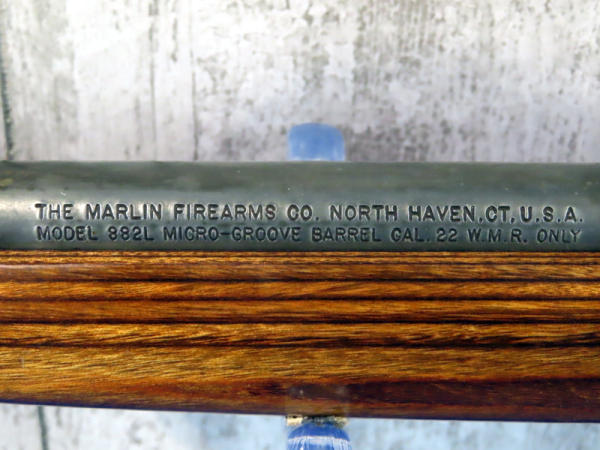 THE MARLIN FIREARMS CO. NORTH HAVEN, CT, U.S.A.
MODEL 882L MICRO-GROOVE BARREL CAL. 22 W.M.R. ONLY